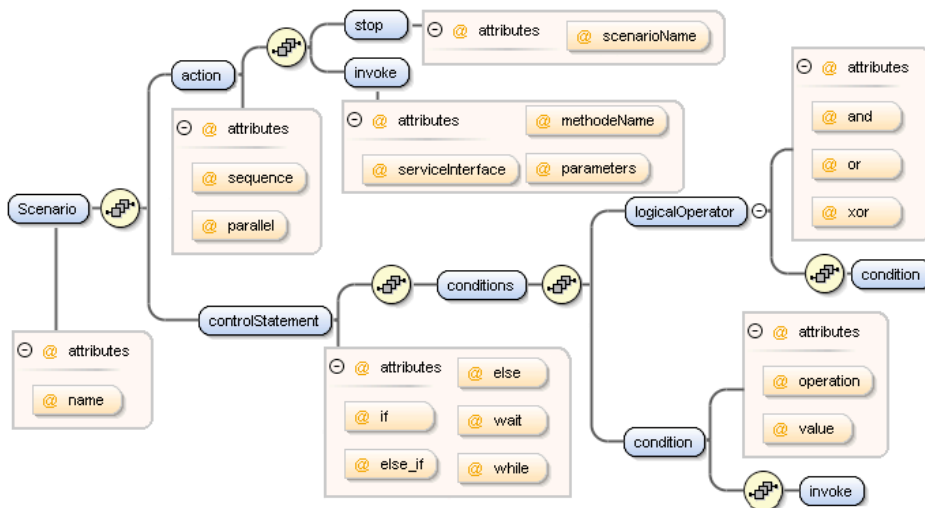 stop
@ attributes
@ scenarioName
action
invoke
@ attributes
@ methodeName
@ serviceInterface
@ parameters
@ attributes
@ sequence
@ parallel
@ attributes
@ and
@ or
@ xor
Scenario
logicalOperator
condition
conditions
controlStatement
@ attributes
@ name
@ attributes
@ else
@ if
@ wait
@ else_if
@ while
@ attributes
@ operation
@ value
condition
invoke